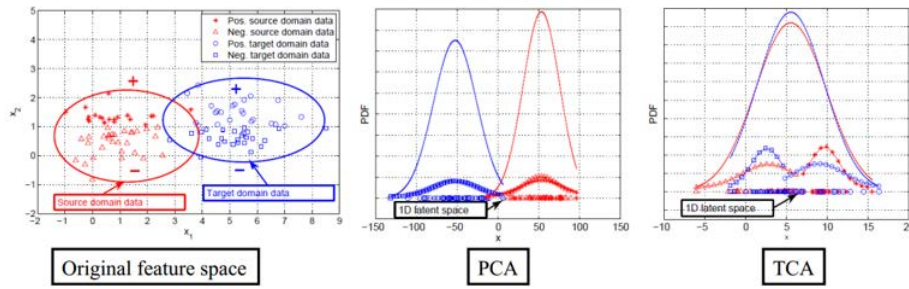 Pos. source domain data
Neg. source domain data
Pos. target domain data
Neg. target domain data
5
4
3
2
1
0
-1
-2
x2
+
+
−
−
Source domain data
Target domain data
-2 -1 0 1 2 3 4 5 6 7 8 9
x1
Original feature space
PDF
1D latent space
-150 -100 -50 0 50 100 150
x
PCA
PDF
1D latent space
-10 -5 0 5 10 15 20
x
TCA